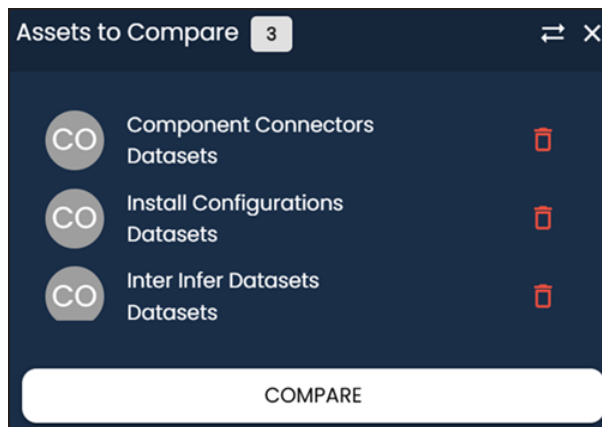 Assets to Compare 3
CO
Component Connectors
Datasets
CO
Install Configurations
Datasets
CO
Inter Infer Datasets
Datasets
COMPARE